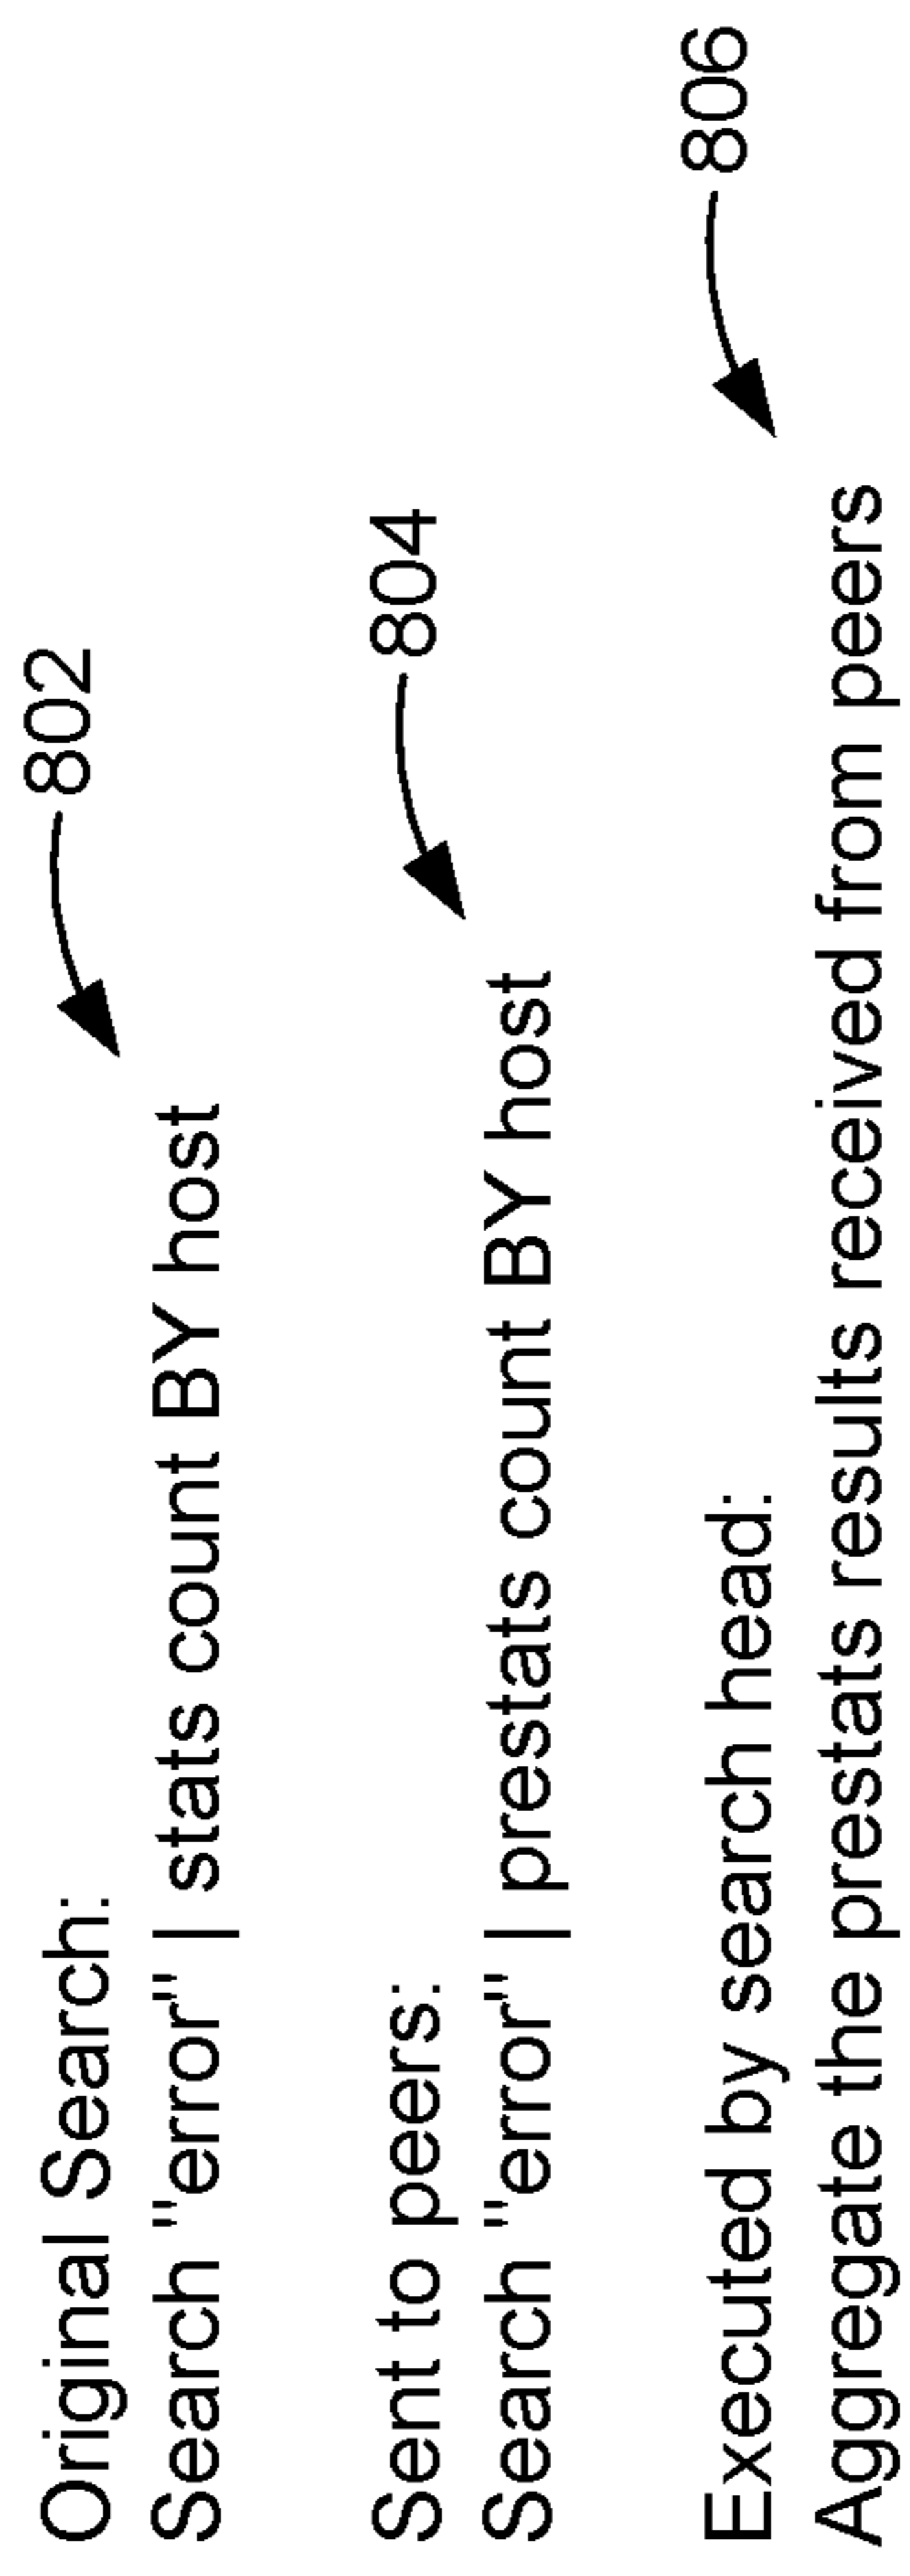 Original Search: 802
Search "error" | stats count BY host
Sent to peers: 804
Search "error" | prestats count BY host
Executed by search head: 806
Aggregate the prestats results received from peers